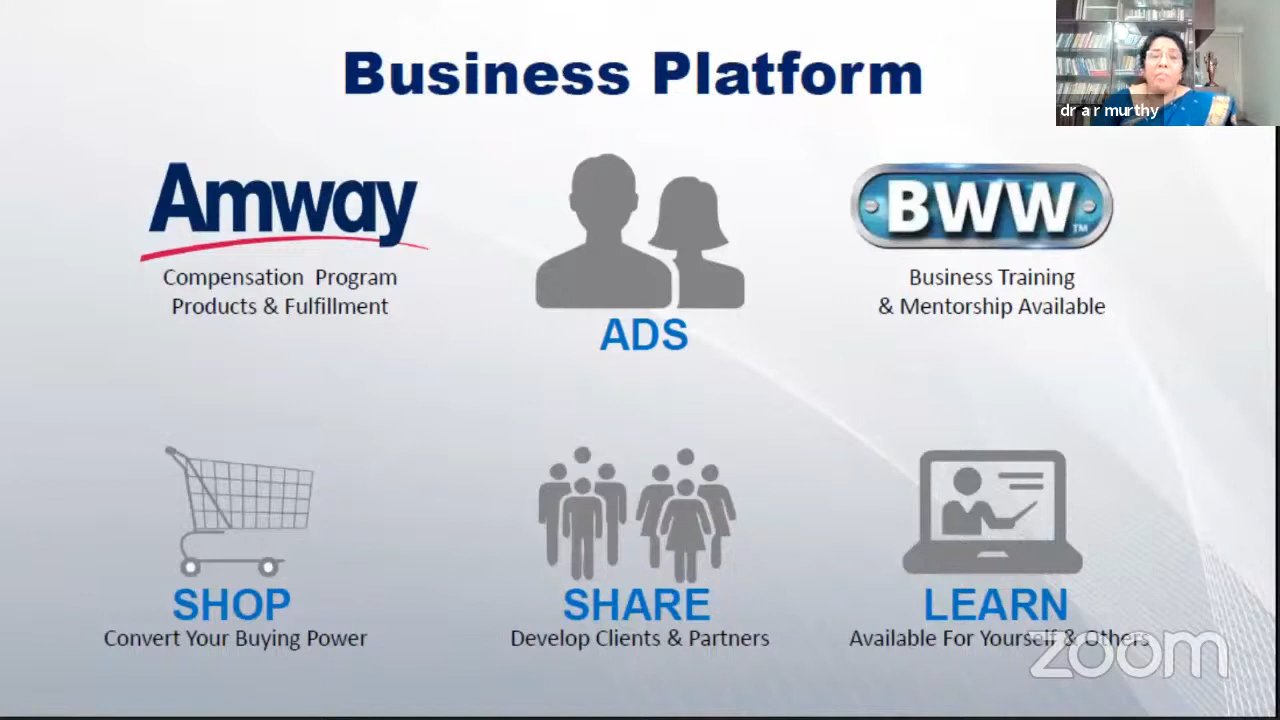 Business Platform
dr a r murthy
Amway
Compensation Program
Products & Fulfillment
ADS
BWW
TM
Business Training
& Mentorship Available
SHOP
Convert Your Buying Power
SHARE
Develop Clients & Partners
LEARN
Available For Yourself & Others
zoom